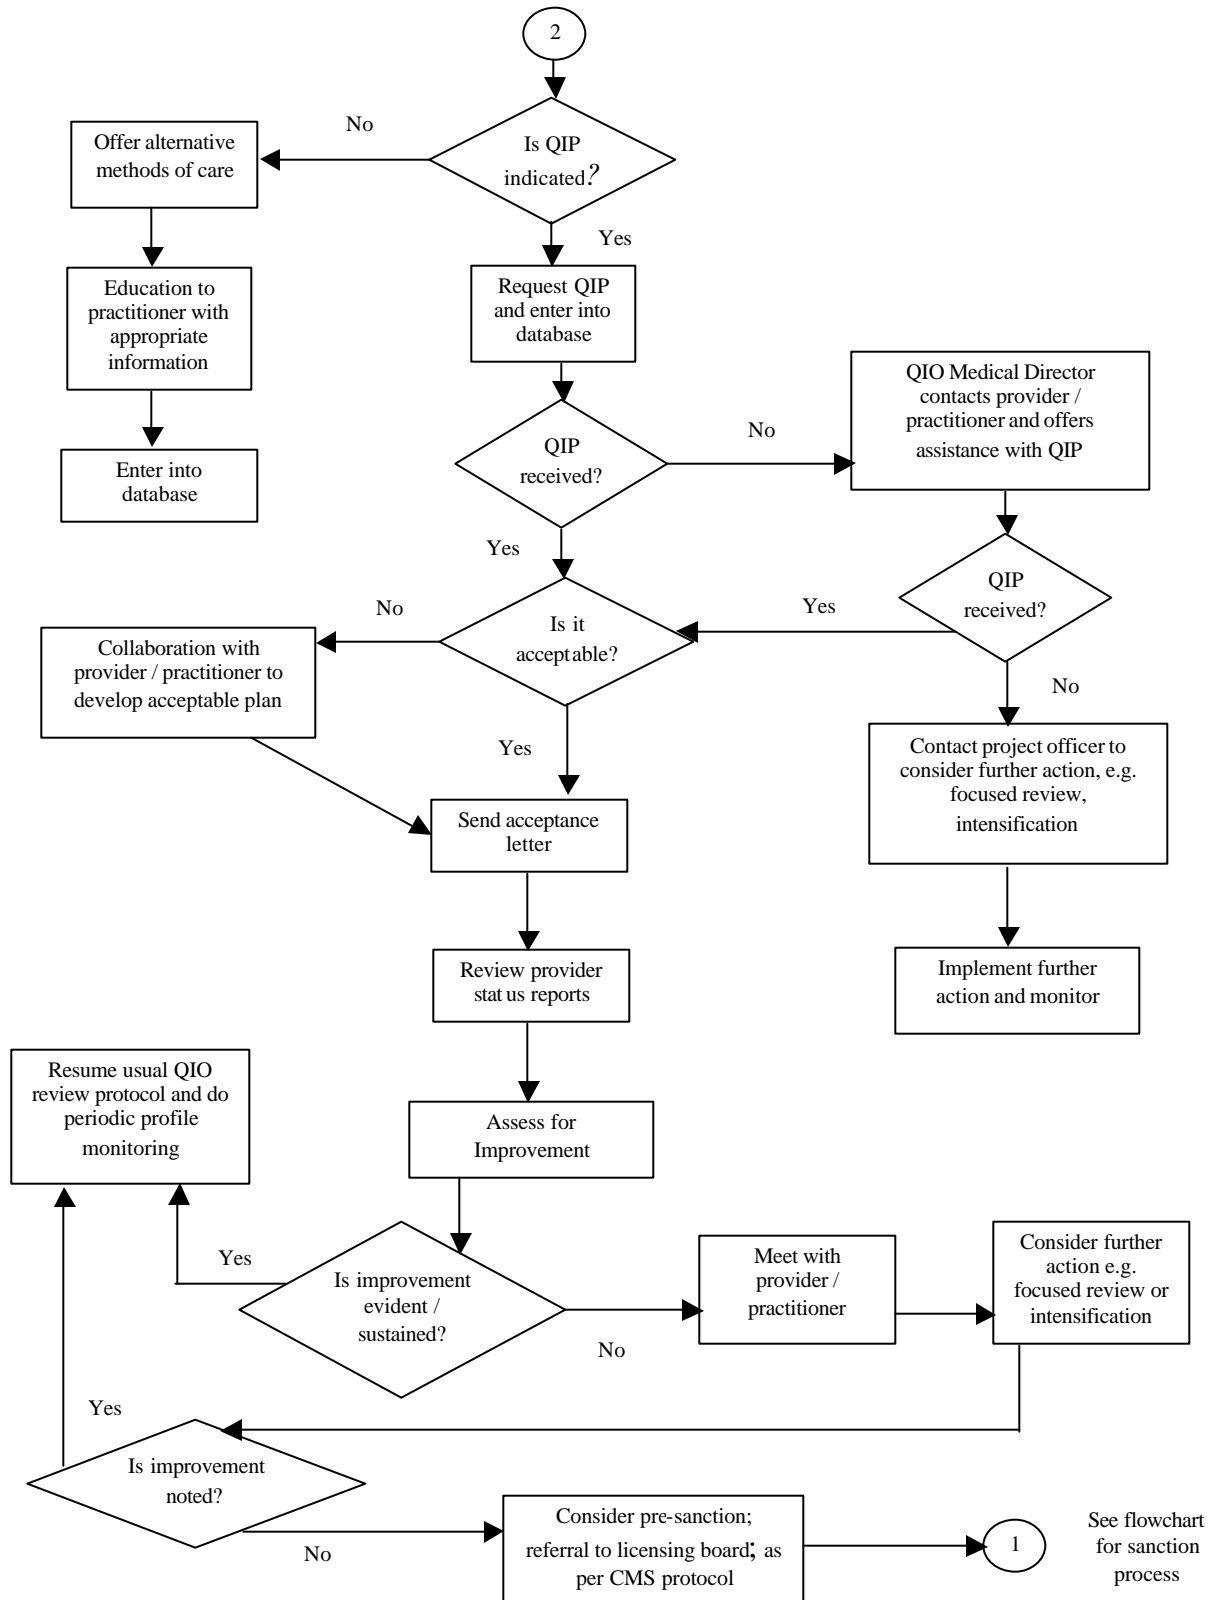 2
No
Is QIP
indicated?
Offer alternative
methods of care
Yes
Education to
practitioner with
appropriate
information
Request QIP
and enter into
database
QIO Medical Director
contacts provider /
practitioner and offers
assistance with QIP
No
QIP
received?
Enter into
database
Yes
QIP
received?
Yes
No
Is it
acceptable?
Collaboration with
provider / practitioner to
develop acceptable plan
No
Yes
Contact project officer to
consider further action, e.g.
focused review,
intensification
Send acceptance
letter
Review provider
status reports
Implement further
action and monitor
Resume usual QIO
review protocol and do
periodic profile
monitoring
Assess for
Improvement
Yes
Is improvement
evident /
sustained?
No
Meet with
provider /
practitioner
Consider further
action e.g.
focused review or
intensification
Yes
Is improvement
noted?
No
Consider pre-sanction;
referral to licensing board; as
per CMS protocol
1
See flowchart
for sanction
process